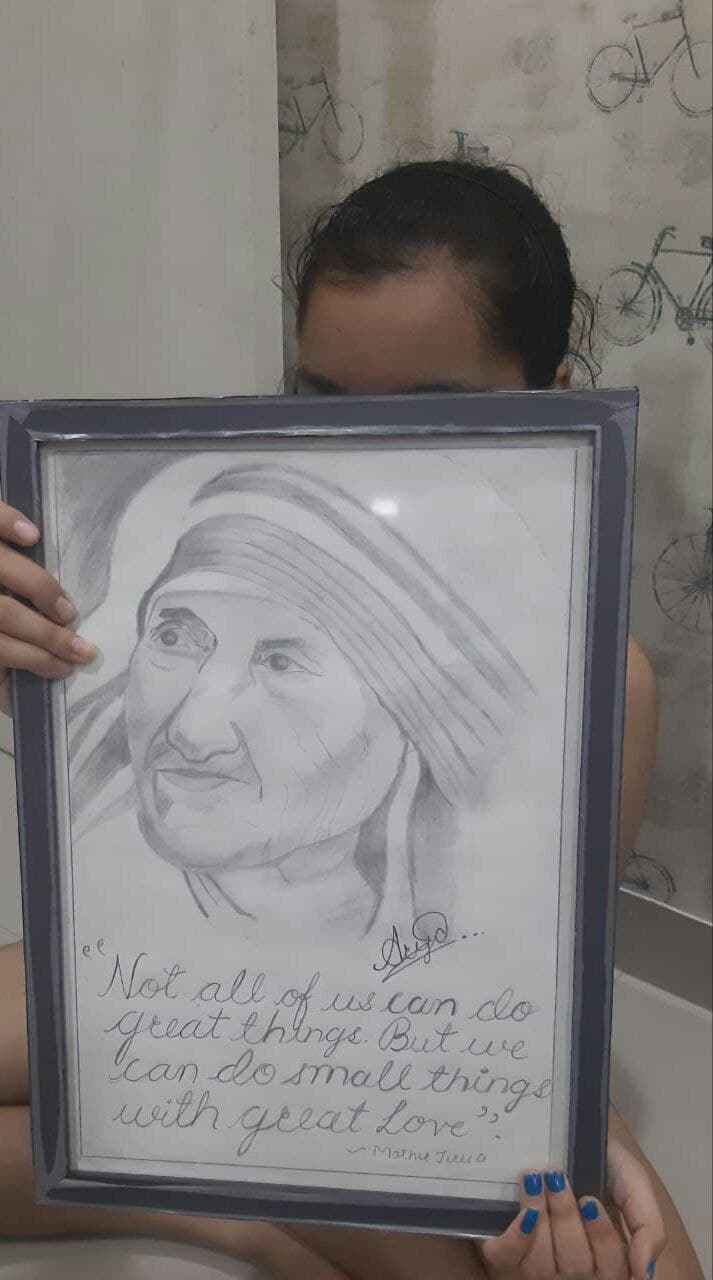 Arya...
“Not all of us can do
great things. But we
can do small things
with great Love”.
~ Mother Teresa